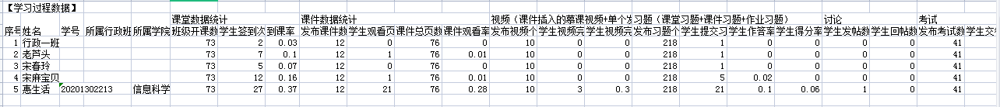 【学习过程数据】
课堂数据统计 课件数据统计 视频（课件插入的慕课视频+单个发 习题（课堂习题+课件习题+作业习题） 讨论 考试
序号 姓名 学号 所属行政班 所属学院 班级开课数 学生签到次 到课率 发布课件数 学生观看页 课件总页数 课件观看率 发布视频个 学生视频完 学生视频完 发布习题个 学生提交习 学生作答率 学生得分率 学生发帖数 学生回帖数 发布考试数 学生交
1 行政一班 73 2 0.03 12 0 76 0 10 0 0 218 1 0 0 0 0 41
2 老芦头 73 7 0.1 12 1 76 0.01 10 0 0 218 1 0 0 0 0 41
3 宋春玲 73 5 0.07 12 0 76 0 10 0 0 218 1 0 0 0 0 41
4 宋麻宝贝 73 12 0.16 12 1 76 0.01 10 0 0 218 5 0.02 0 0 0 41
5 惠生活 20201302213 信息科学 73 27 0.37 12 21 76 0.28 10 3 0.3 218 21 0.1 0.06 1 0 41